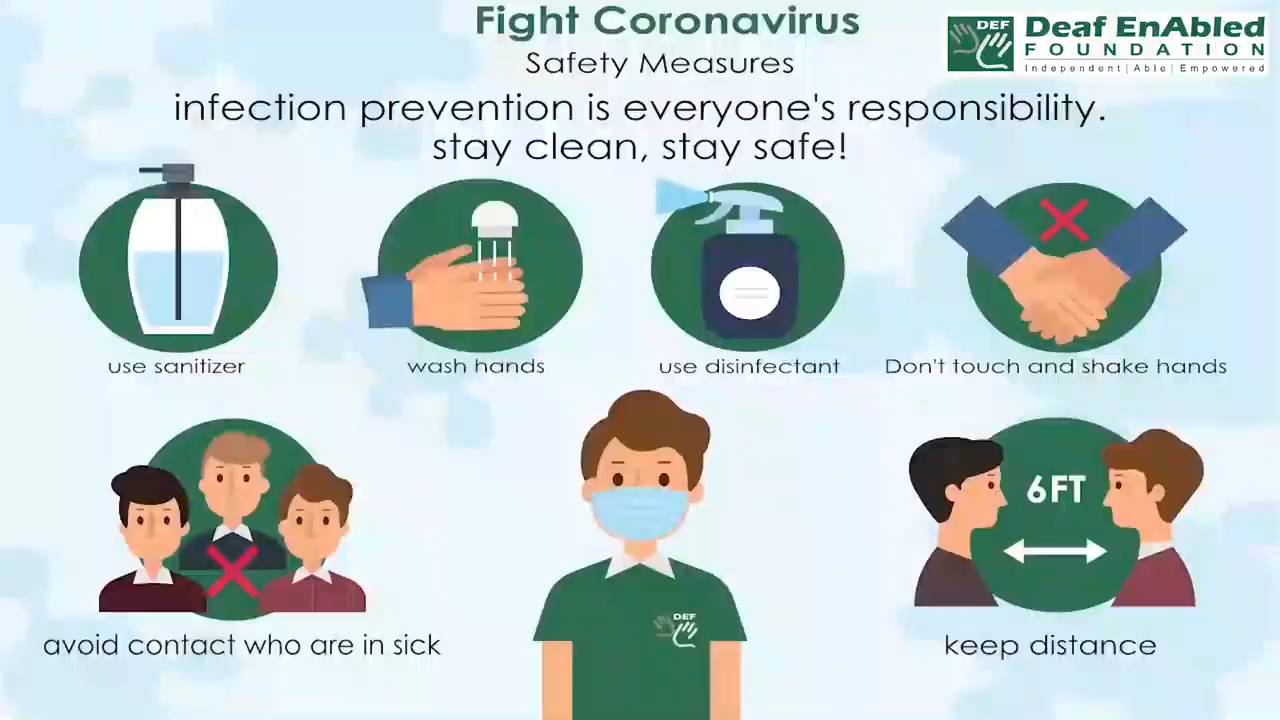 Fight Coronavirus
Safety Measures
DEF
Deaf EnAbled
FOUNDATION
Independent|Able|Empowered
infection prevention is everyone's responsibility.
stay clean, stay safe!
use sanitizer
wash hands
use disinfectant
Don't touch and shake hands
6FT
DEF
avoid contact who are in sick
keep distance